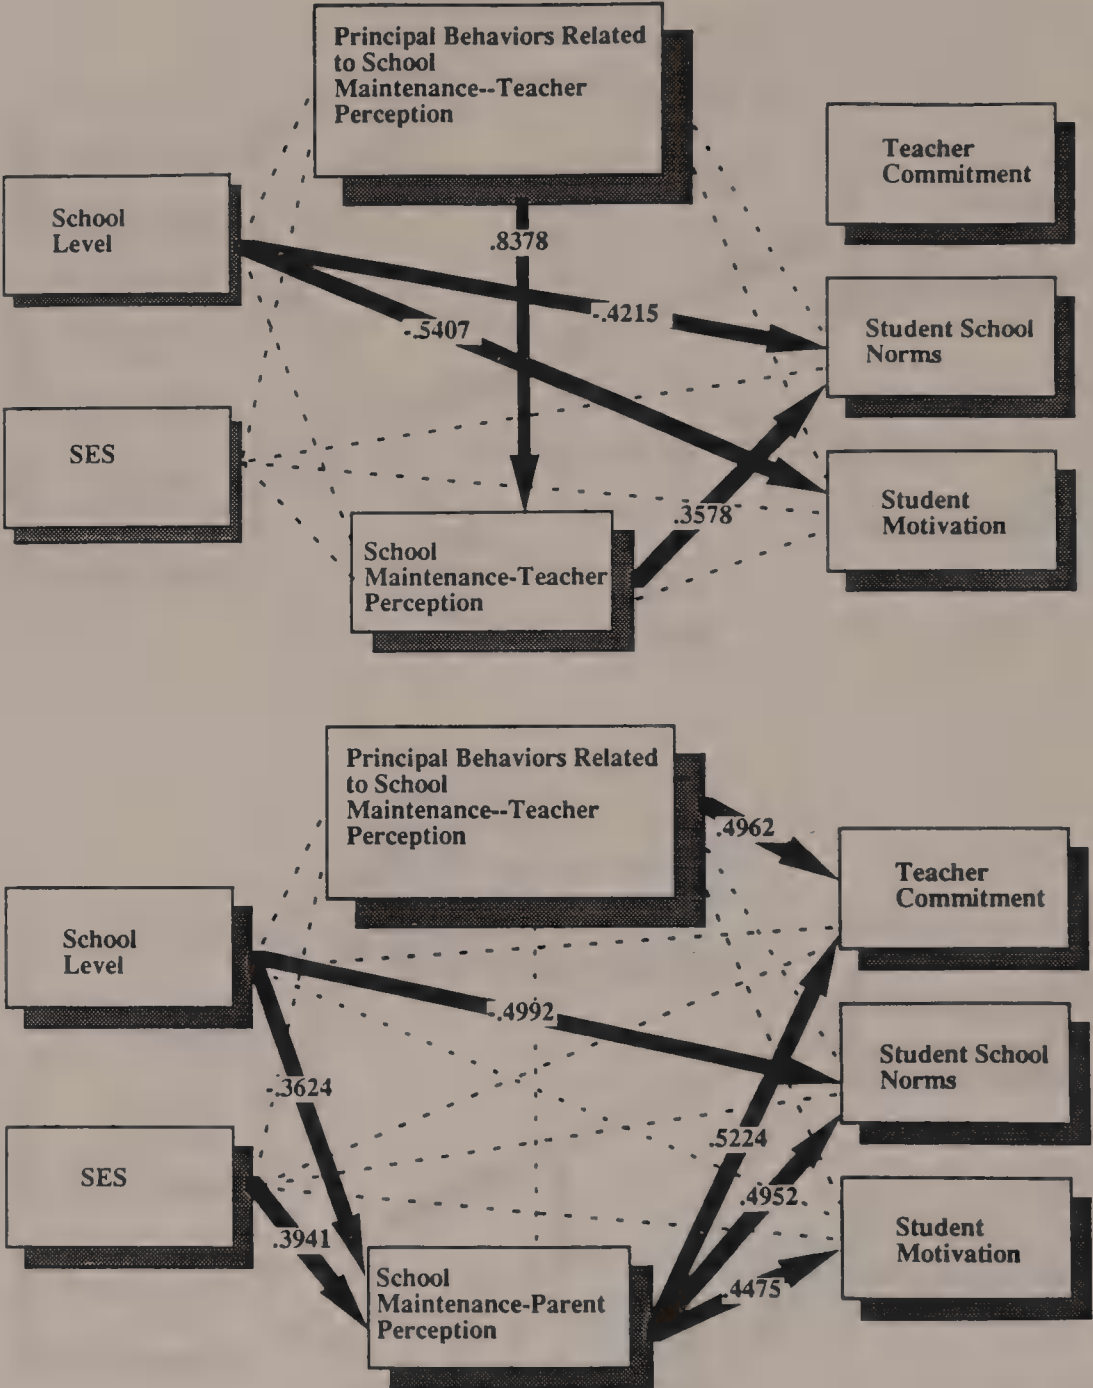 Principal Behaviors Related
to School
Maintenance--Teacher
Perception
Teacher
Commitment
School
Level
.8378
-.4215
-.5407
Student School
Norms
SES
Student
Motivation
.3578
School
Maintenance-Teacher
Perception
Principal Behaviors Related
to School
Maintenance--Teacher
Perception
.4962
Teacher
Commitment
School
Level
-.4992
Student School
Norms
-.3624
.5224
SES
.4952
Student
Motivation
.3941
.4475
School
Maintenance-Parent
Perception